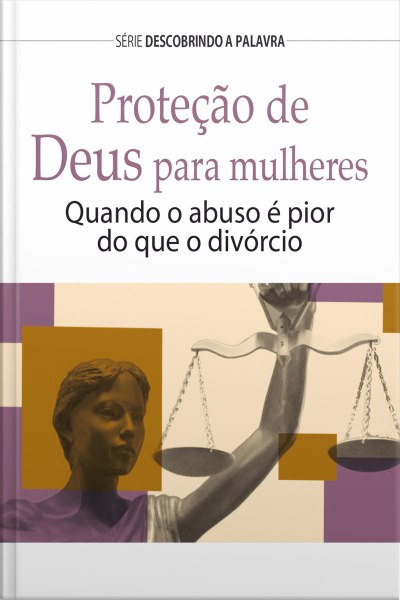 SÉRIE DESCOBRINDO A PALAVRA
Proteção de
Deus para mulheres
Quando o abuso é pior
do que o divórcio